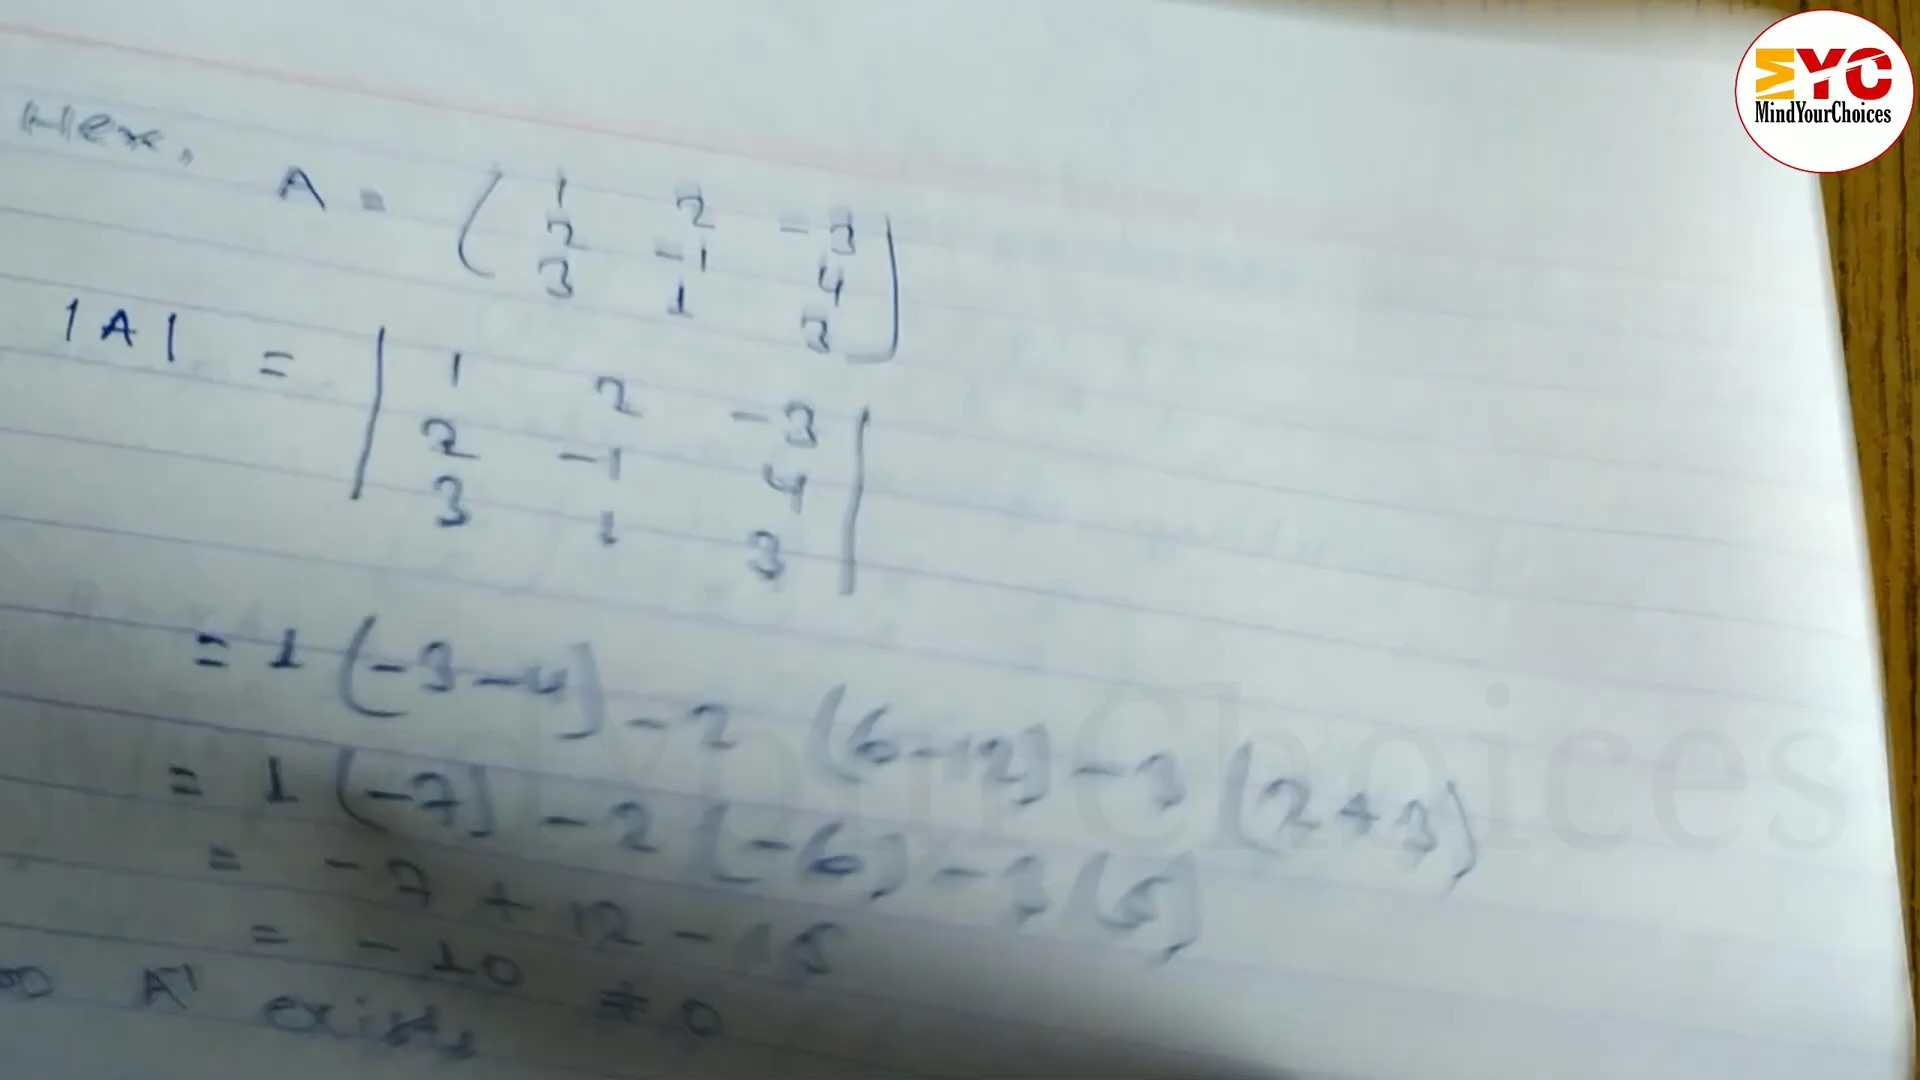 MYC
MindYourChoices
Here,
A = ( 1 2 -3
2 -1 4
3 1 3 )
|A| = | 1 2 -3
2 -1 4
3 1 3 |
= 1 (-3-4) - 2 (6-12) - 3 (2+3)
= 1 (-7) - 2 (-6) - 3 (5)
= -7 + 12 - 15
= -10 ≠ 0
so A' exists
MindYourChoices